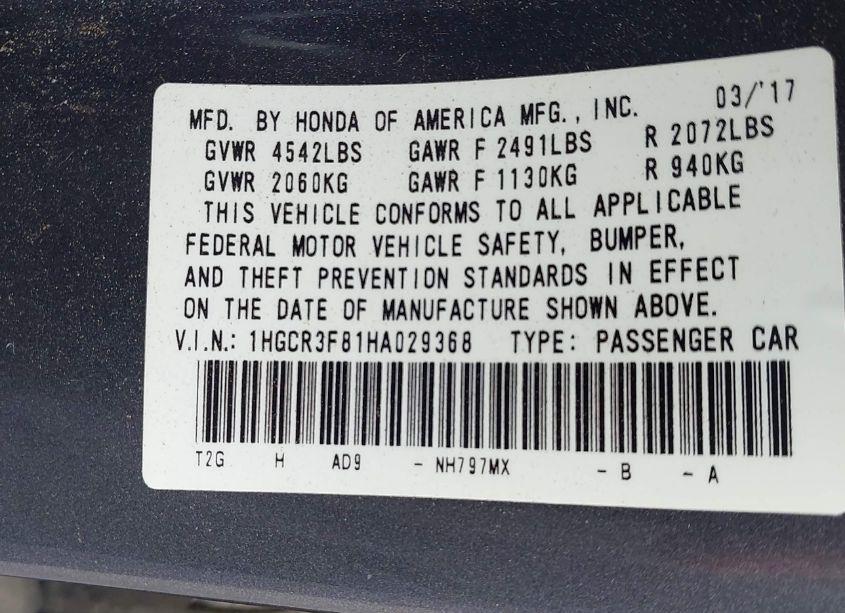 03/'17
MFD. BY HONDA OF AMERICA MFG., INC.
GVWR 4542LBS GAWR F 2491LBS R 2072LBS
GVWR 2060KG GAWR F 1130KG R 940KG
THIS VEHICLE CONFORMS TO ALL APPLICABLE
FEDERAL MOTOR VEHICLE SAFETY, BUMPER,
AND THEFT PREVENTION STANDARDS IN EFFECT
ON THE DATE OF MANUFACTURE SHOWN ABOVE.
V.I.N.: 1HGCR3F81HA029368 TYPE: PASSENGER CAR
T2G H AD9 - NH797MX - B - A